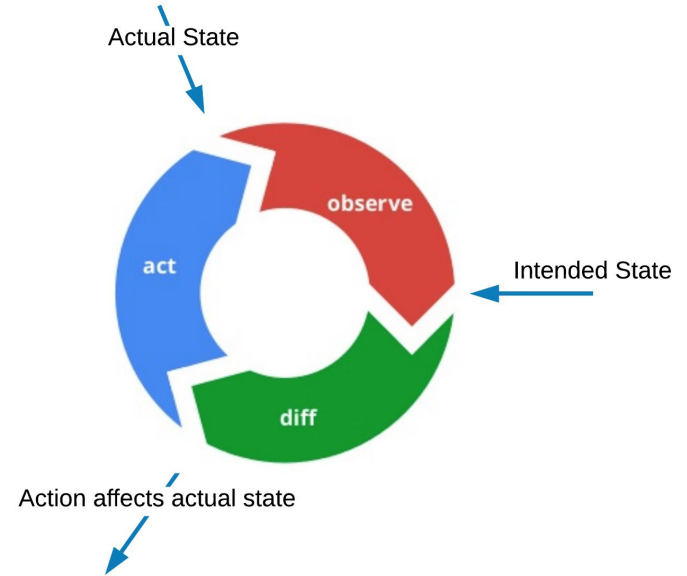 Actual State
observe
act
Intended State
diff
Action affects actual state